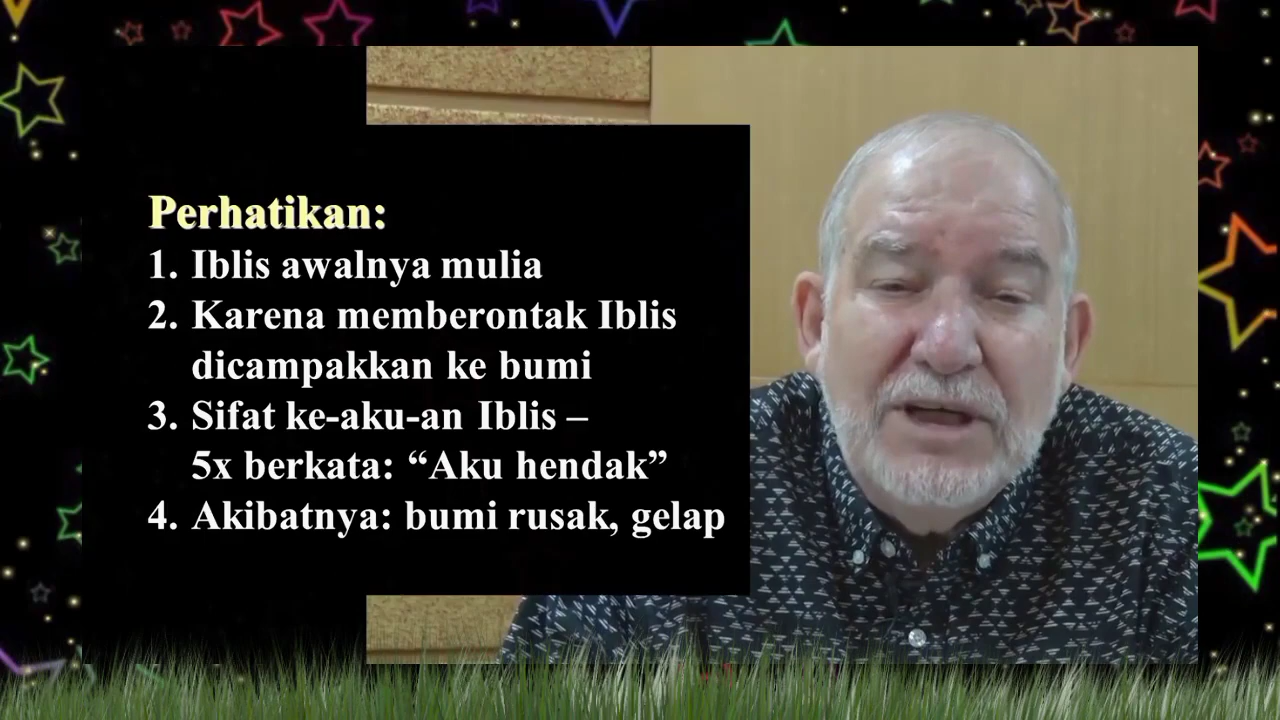 Perhatikan:
1. Iblis awalnya mulia
2. Karena memberontak Iblis
dicampakkan ke bumi
3. Sifat ke-aku-an Iblis –
5x berkata: “Aku hendak”
4. Akibatnya: bumi rusak, gelap